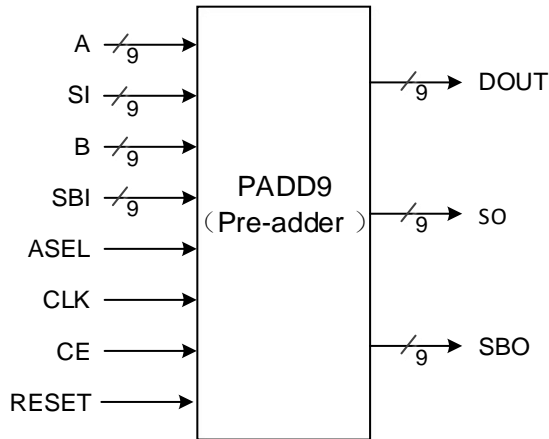 A
9
SI
9
B
9
SBI
9
ASEL
CLK
CE
RESET
PADD9
（Pre-adder ）
9
DOUT
9
SO
9
SBO